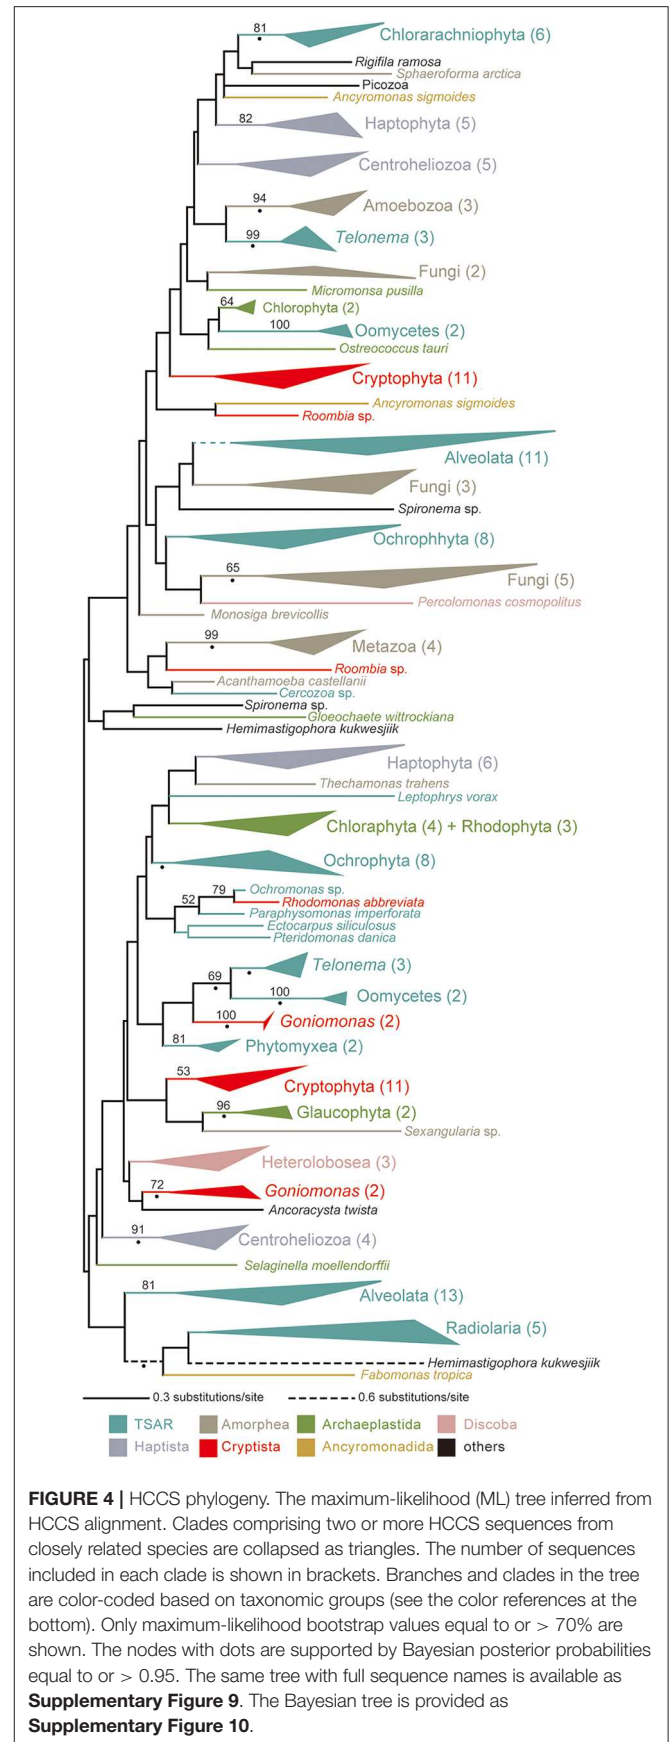 81
Chlorarachniophyta (6)
Rigifila ramosa
Sphaeroforma arctica
Picozoa
Ancyromonas sigmoides
82
Haptophyta (5)
Centroheliozoa (5)
94
Amoebozoa (3)
99
Telonema (3)
Fungi (2)
Micromonsa pusilla
64
Chlorophyta (2)
100
Oomycetes (2)
Ostreococcus tauri
Cryptophyta (11)
Ancyromonas sigmoides
Roombia sp.
Alveolata (11)
Fungi (3)
Spironema sp.
Ochrophhyta (8)
65
Fungi (5)
Percolomonas cosmopolitus
Monosiga brevicollis
99
Metazoa (4)
Roombia sp.
Acanthamoeba castellanii
Cercozoa sp.
Spironema sp.
Gloeochaete wittrockiana
Hemimastigophora kukwesjiik
Haptophyta (6)
Thechamonas trahens
Leptophrys vorax
Chloraphyta (4) + Rhodophyta (3)
Ochrophyta (8)
Ochromonas sp.
79
Rhodomonas abbreviata
52
Paraphysomonas imperforata
Ectocarpus siliculosus
Pteridomonas danica
Telonema (3)
69
100
Oomycetes (2)
100
Goniomonas (2)
81
Phytomyxea (2)
53
Cryptophyta (11)
96
Glaucophyta (2)
Sexangularia sp.
Heterolobosea (3)
72
Goniomonas (2)
Ancoracysta twista
91
Centroheliozoa (4)
Selaginella moellendorffii
81
Alveolata (13)
Radiolaria (5)
Hemimastigophora kukwesjiik
Fabomonas tropica
0.3 substitutions/site 0.6 substitutions/site
TSAR Amorphea Archaeplastida Discoba
Haptista Cryptista Ancyromonadida others
FIGURE 4 | HCCS phylogeny. The maximum-likelihood (ML) tree inferred from
HCCS alignment. Clades comprising two or more HCCS sequences from
closely related species are collapsed as triangles. The number of sequences
included in each clade is shown in brackets. Branches and clades in the tree
are color-coded based on taxonomic groups (see the color references at the
bottom). Only maximum-likelihood bootstrap values equal to or > 70% are
shown. The nodes with dots are supported by Bayesian posterior probabilities
equal to or > 0.95. The same tree with full sequence names is available as
Supplementary Figure 9. The Bayesian tree is provided as
Supplementary Figure 10.